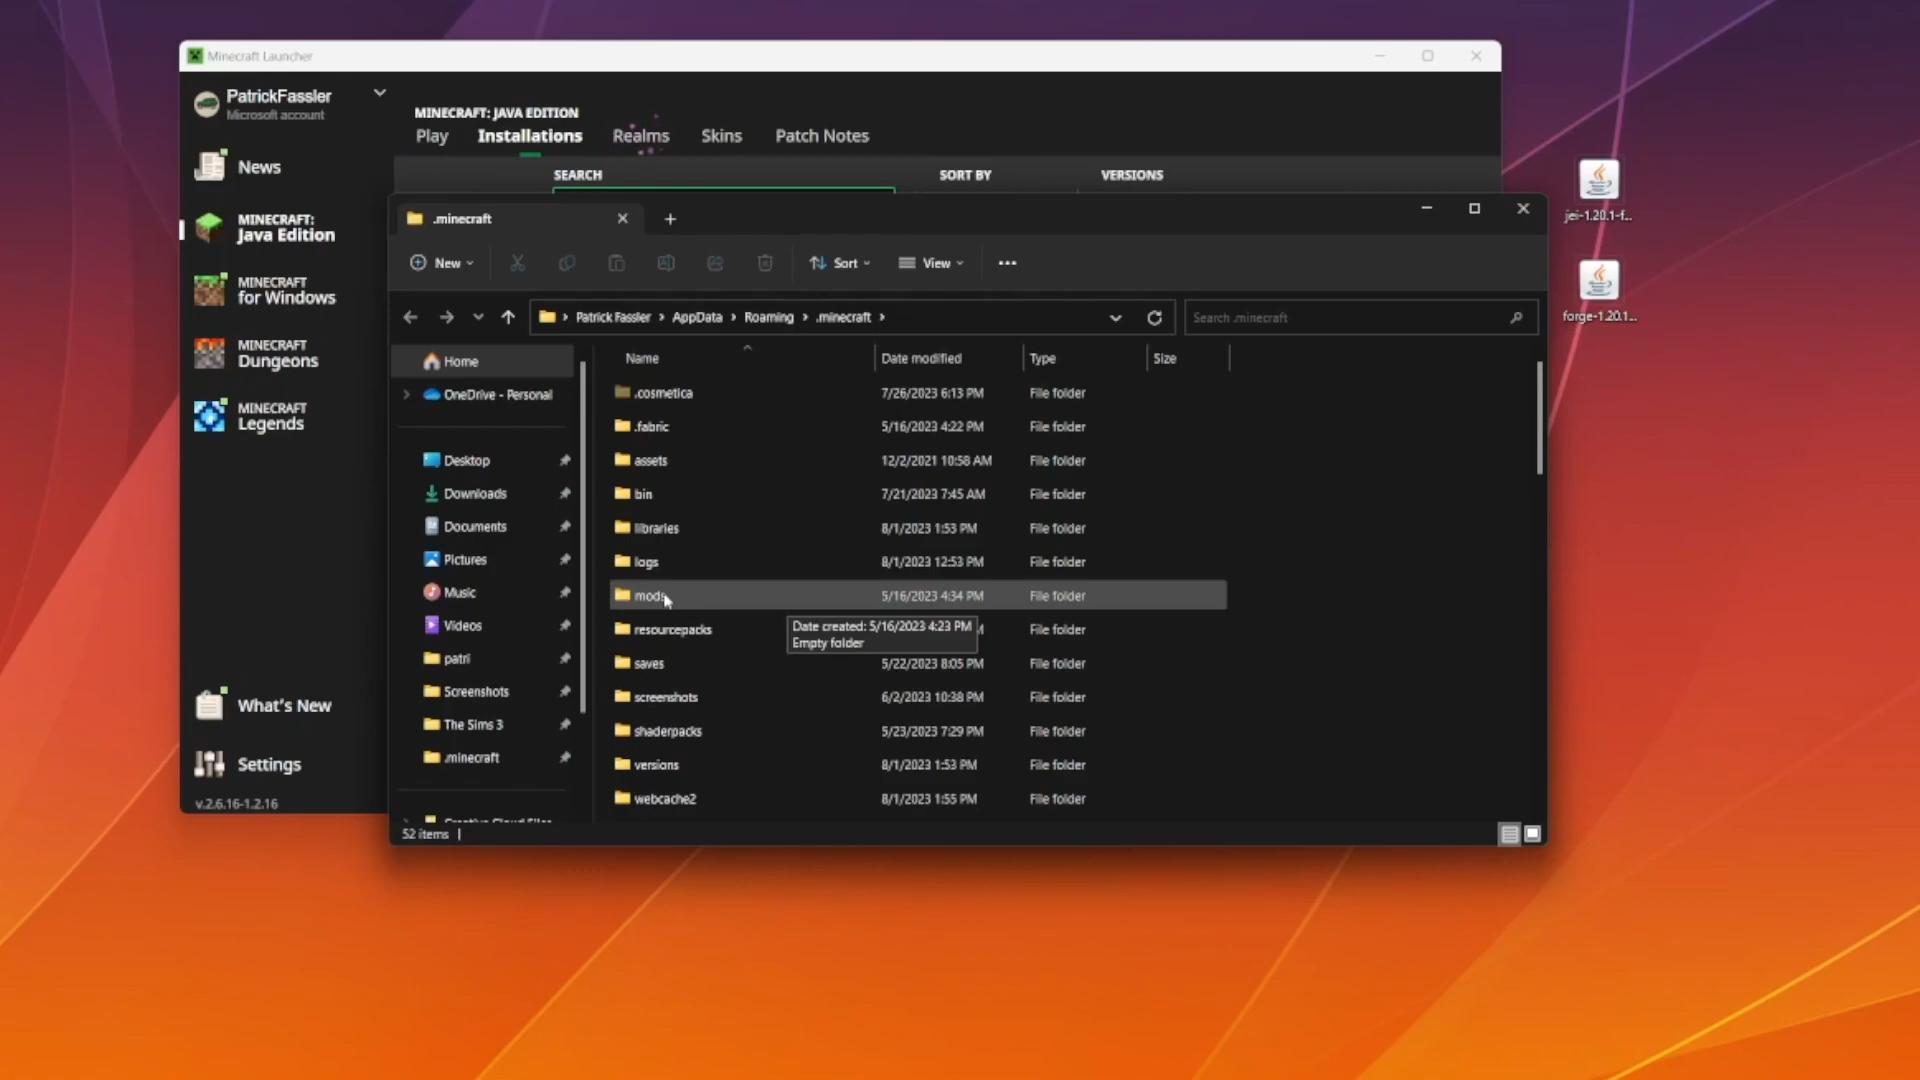 Minecraft Launcher
PatrickFassler
Microsoft account
News
MINECRAFT:
Java Edition
MINECRAFT
for Windows
MINECRAFT
Dungeons
MINECRAFT
Legends
What's New
Settings
v.2.6.16-1.2.16
MINECRAFT: JAVA EDITION
Play Installations Realms Skins Patch Notes
SEARCH SORT BY VERSIONS
.minecraft
New Sort View
Patrick Fassler > AppData > Roaming > .minecraft >
Search .minecraft
Home
OneDrive - Personal
Desktop
Downloads
Documents
Pictures
Music
Videos
patri
Screenshots
The Sims 3
.minecraft
Creative Cloud Files
Name Date modified Type Size
.cosmetica 7/26/2023 6:13 PM File folder
.fabric 5/16/2023 4:22 PM File folder
assets 12/2/2021 10:58 AM File folder
bin 7/21/2023 7:45 AM File folder
libraries 8/1/2023 1:53 PM File folder
logs 8/1/2023 12:53 PM File folder
mods 5/16/2023 4:34 PM File folder
resourcepacks File folder
Date created: 5/16/2023 4:23 PM
Empty folder
saves 5/22/2023 8:05 PM File folder
screenshots 6/2/2023 10:38 PM File folder
shaderpacks 5/23/2023 7:29 PM File folder
versions 8/1/2023 1:53 PM File folder
webcache2 8/1/2023 1:55 PM File folder
52 items
jei-1.20.1-f...
forge-1.20.1...